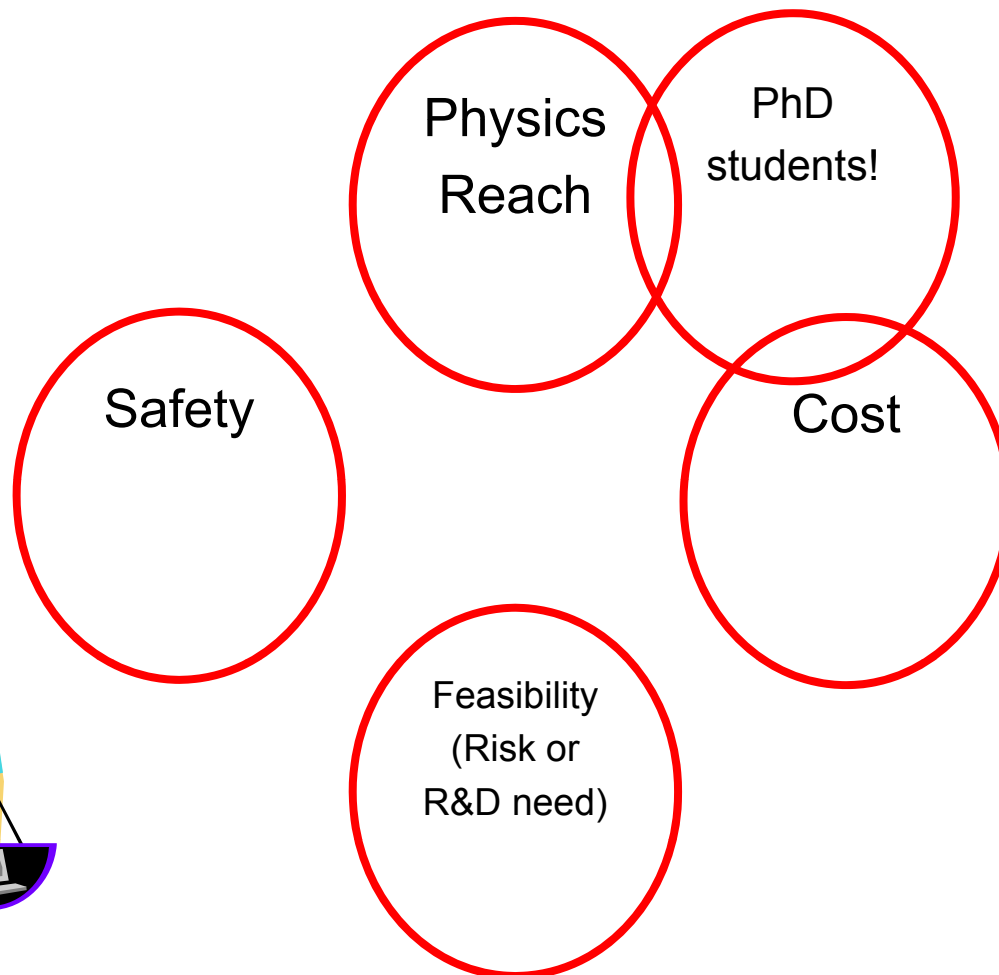 Physics
Reach
PhD
students!
Safety
Cost
Feasibility
(Risk or
R&D need)